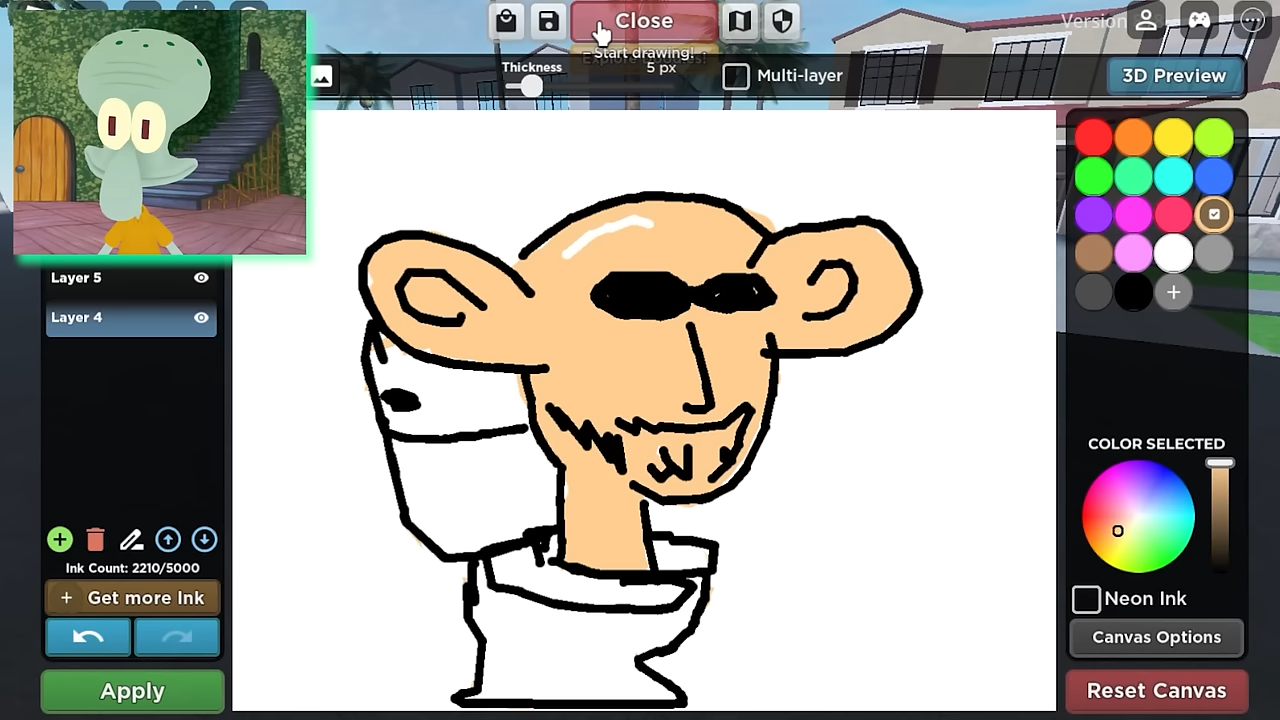 Close
Version
Start drawing!
Thickness
5 px
Multi-layer
3D Preview
Layer 5
Layer 4
COLOR SELECTED
Ink Count: 2210/5000
+ Get more Ink
Neon Ink
Canvas Options
Apply
Reset Canvas